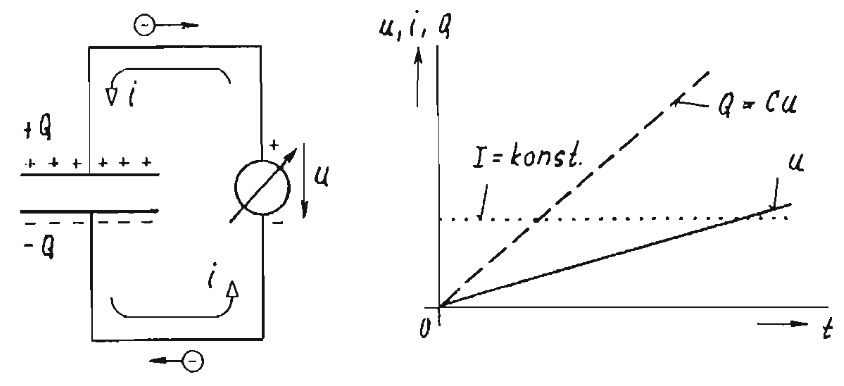 ⊖
i
+Q
+ + + + + +
+
u
−
− − − − − − −
-Q
i
⊖
u, i, Q
Q = Cu
I = konst.
u
0
t